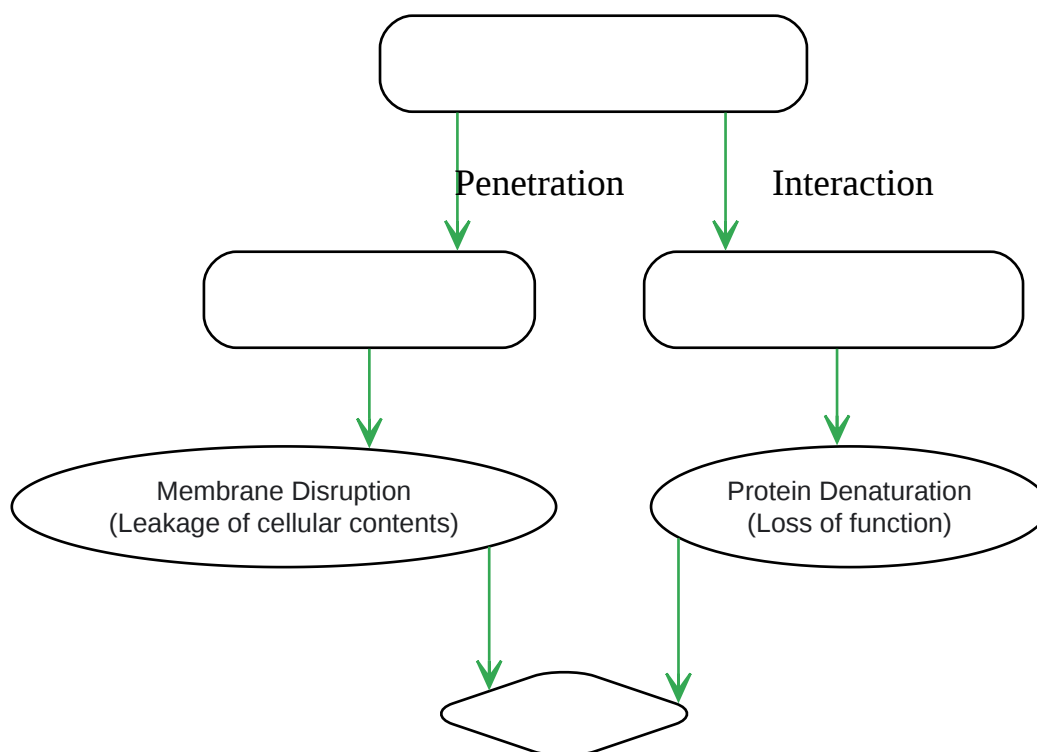 Penetration
Interaction
Membrane Disruption
(Leakage of cellular contents)
Protein Denaturation
(Loss of function)